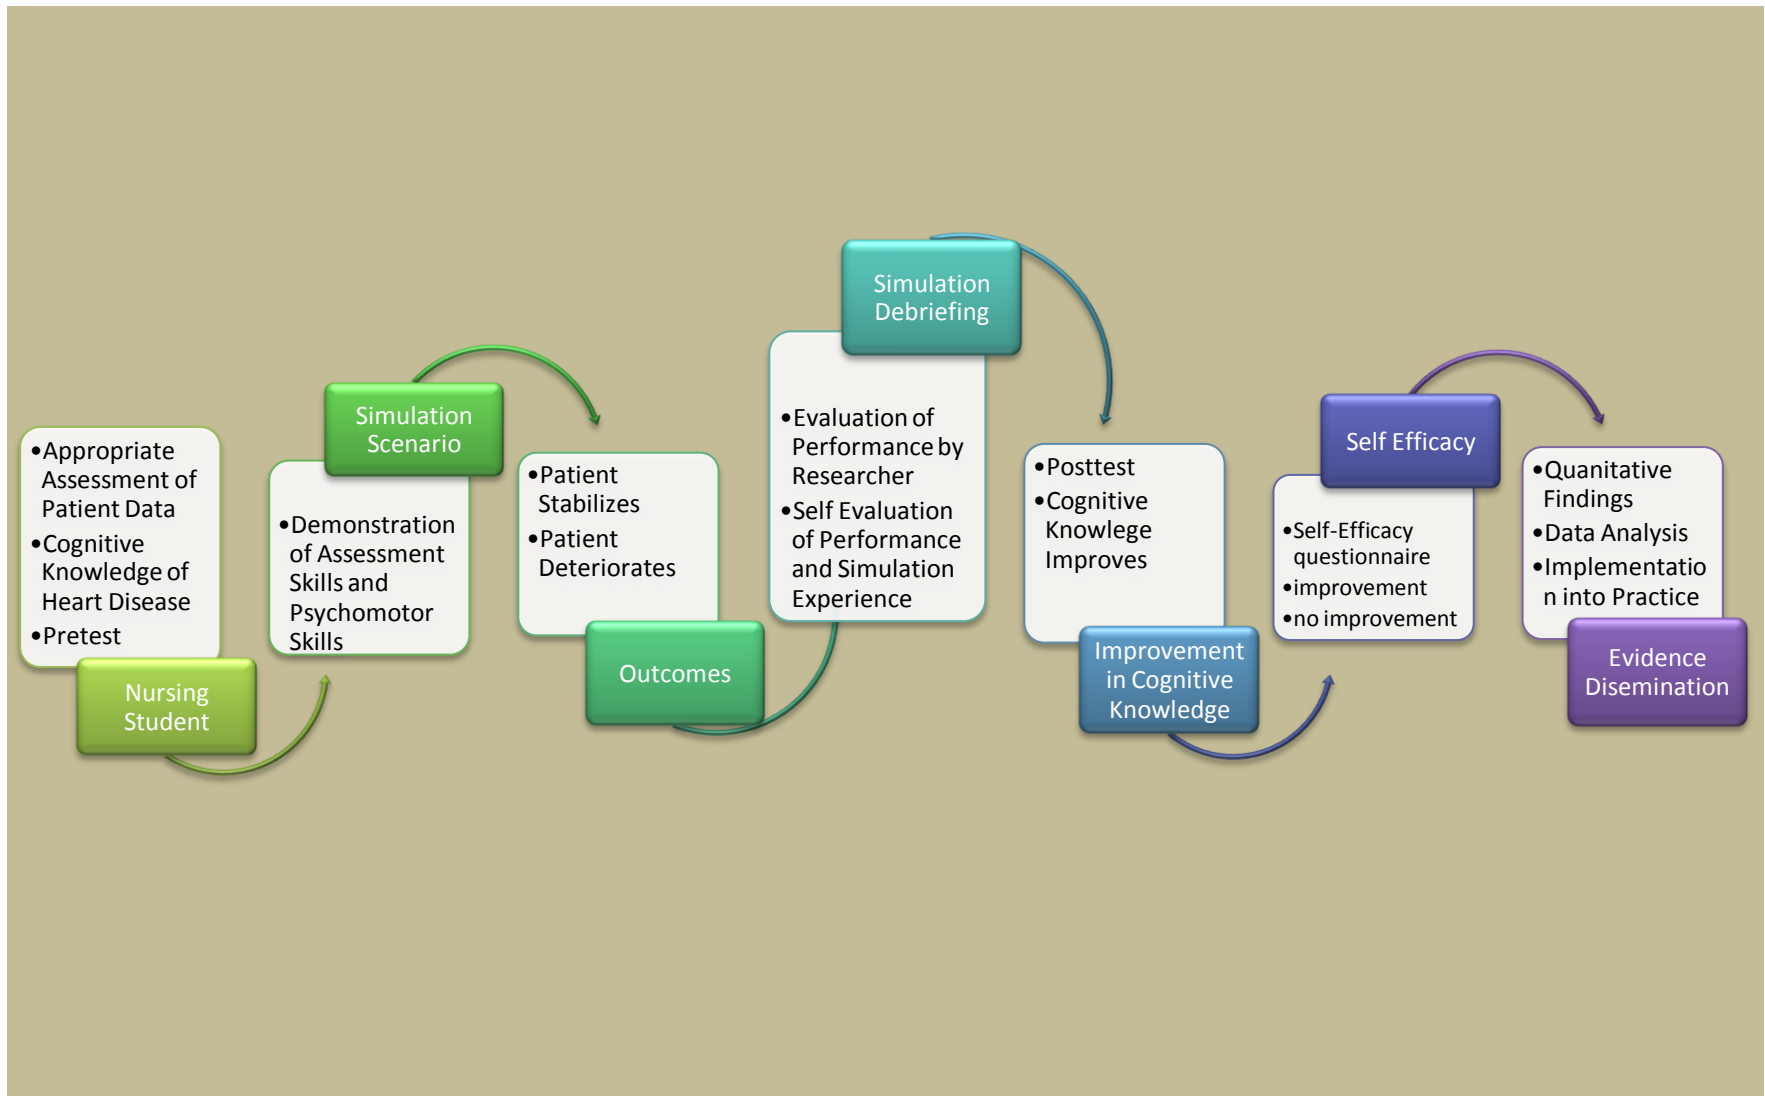 •Appropriate
Assessment of
Patient Data
•Cognitive
Knowledge of
Heart Disease
•Pretest
Nursing
Student
Simulation
Scenario
•Demonstration
of Assessment
Skills and
Psychomotor
Skills
•Patient
Stabilizes
•Patient
Deteriorates
Outcomes
Simulation
Debriefing
•Evaluation of
Performance by
Researcher
•Self Evaluation
of Performance
and Simulation
Experience
•Posttest
•Cognitive
Knowlege
Improves
Improvement
in Cognitive
Knowledge
Self Efficacy
•Self-Efficacy
questionnaire
•improvement
•no improvement
•Quanitative
Findings
•Data Analysis
•Implementatio
n into Practice
Evidence
Disemination